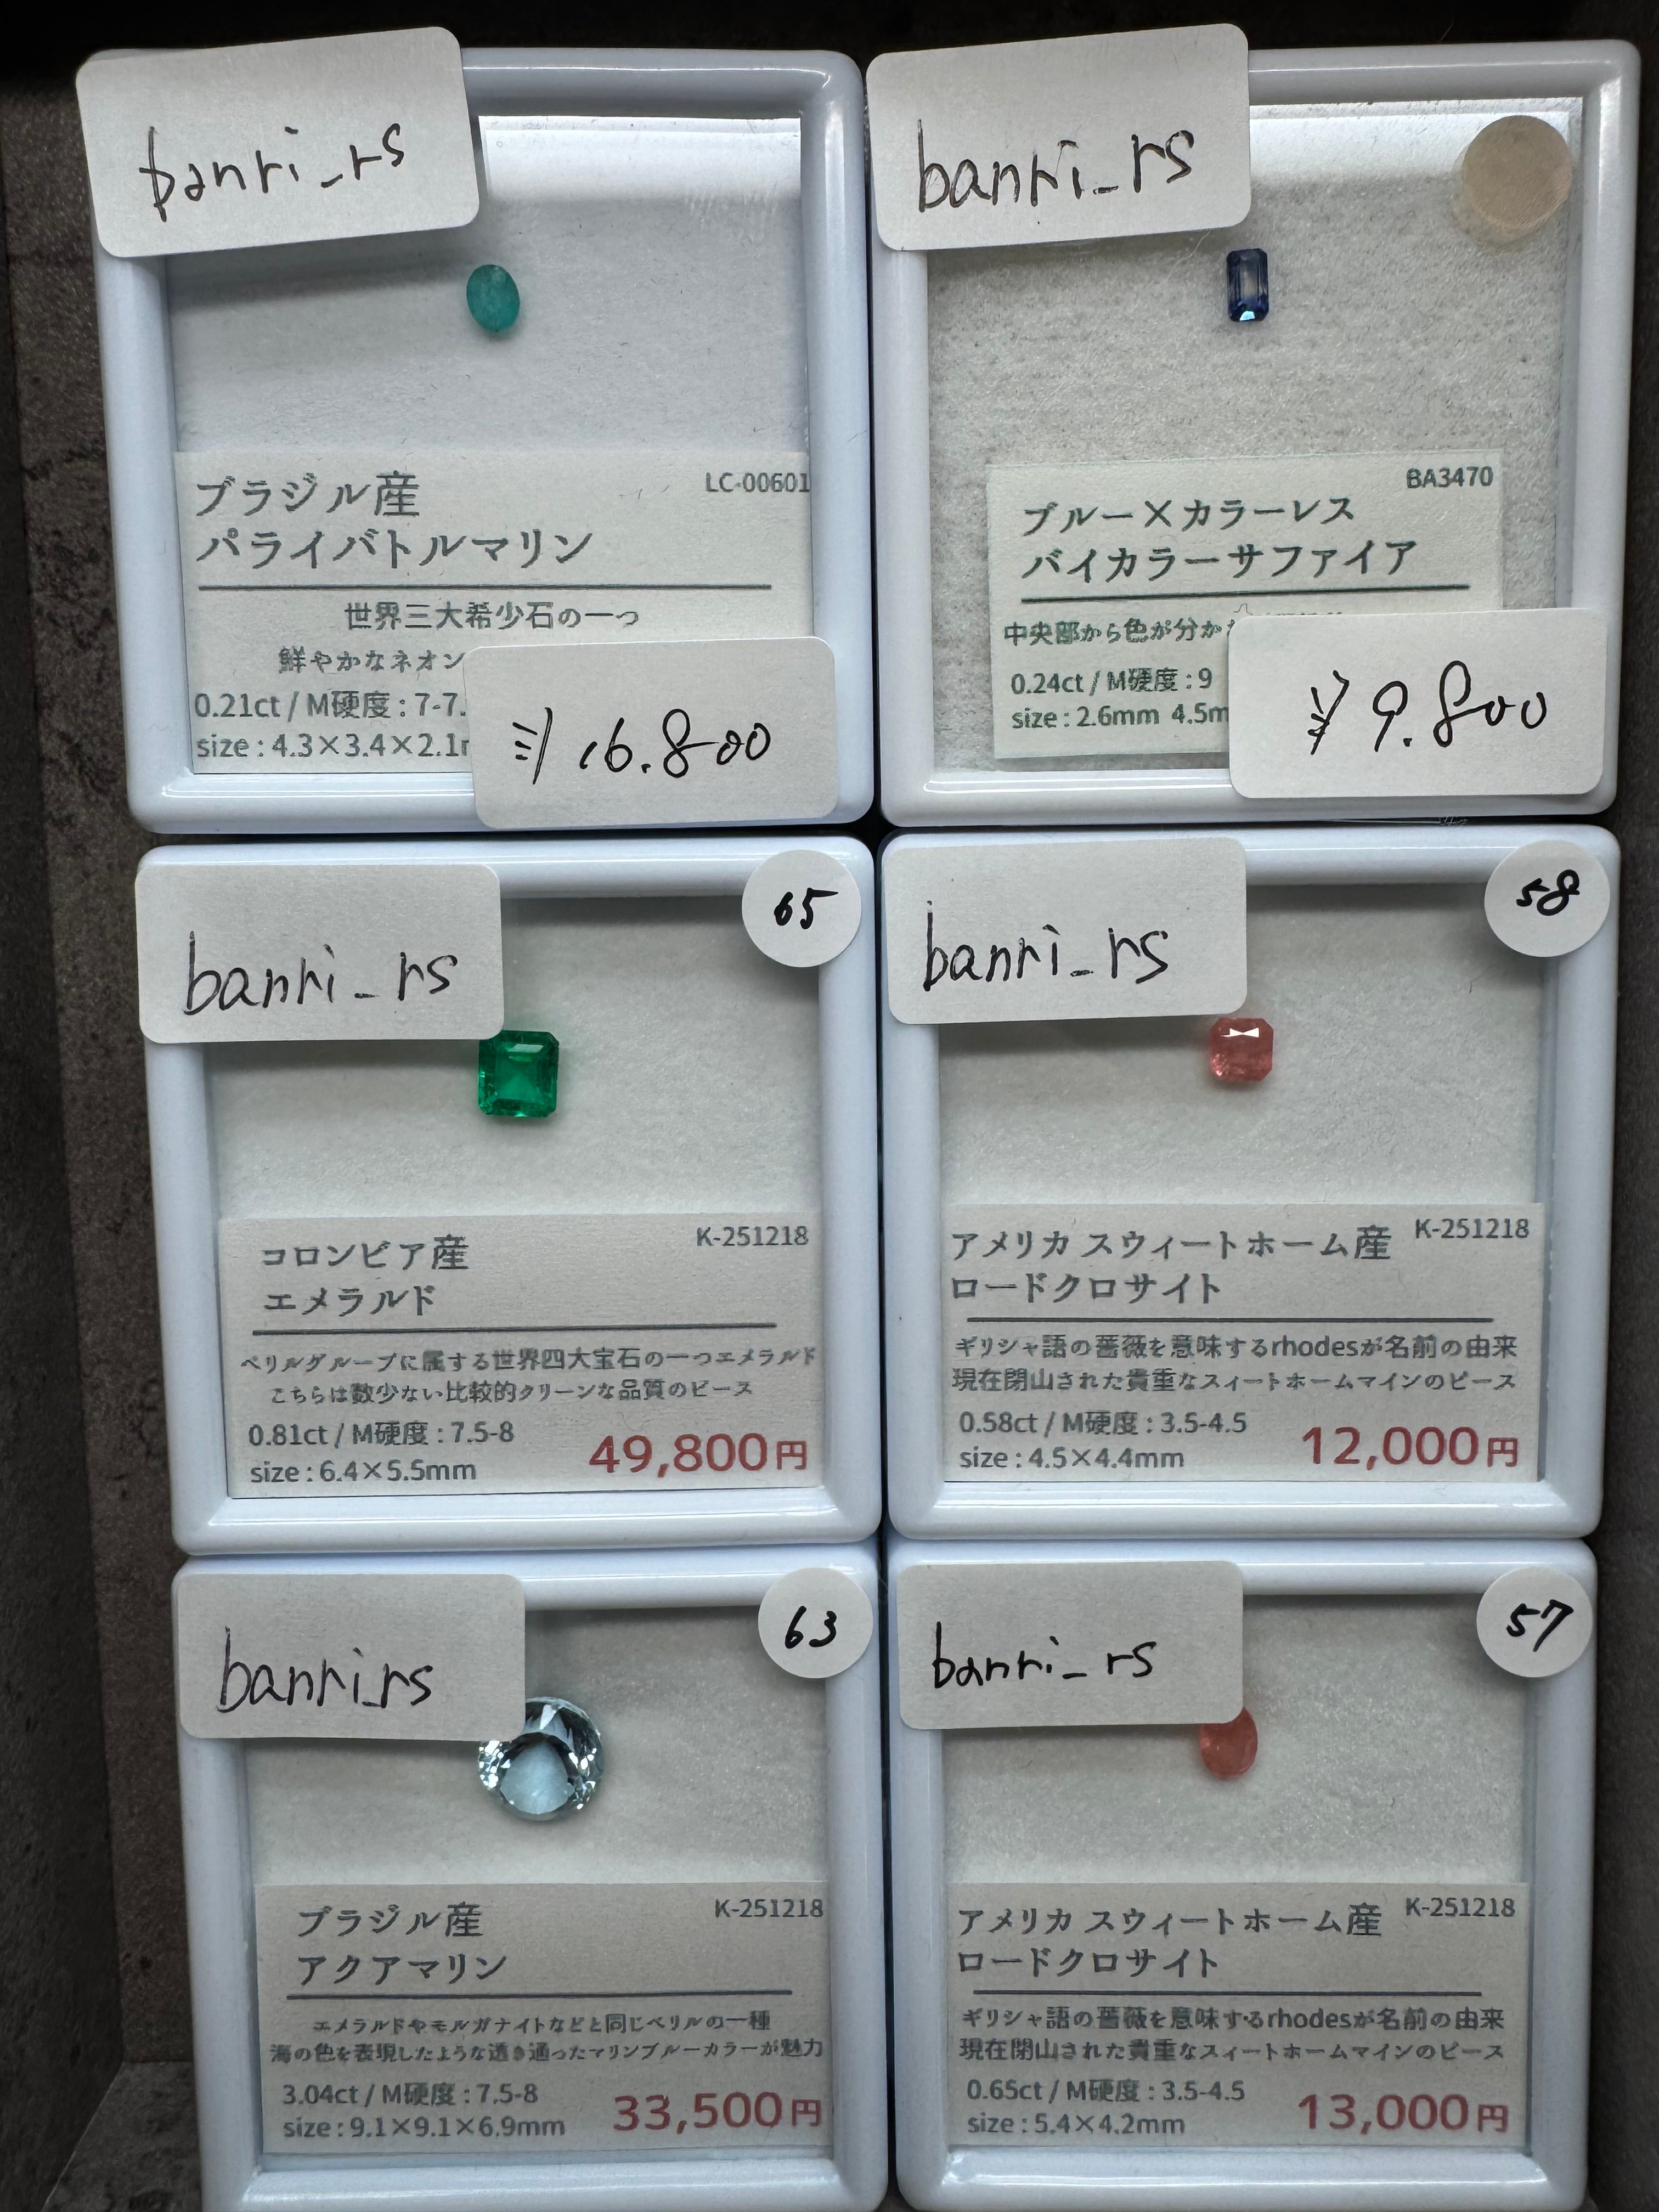 banri_rs
LC-00601
ブラジル産
パライバトルマリン
世界三大希少石の一つ
鮮やかなネオン
0.21ct / M硬度 : 7-7.
size : 4.3×3.4×2.1
¥16.800
banri_rs
BA3470
ブルー×カラーレス
バイカラーサファイア
中央部から色が分か
0.24ct / M硬度 : 9
size : 2.6mm 4.5m
¥9.800
banri_rs
65
K-251218
コロンビア産
エメラルド
ベリルグループに属する世界四大宝石の一つエメラルド
こちらは数少ない比較的クリーンな品質のピース
0.81ct / M硬度 : 7.5-8
size : 6.4×5.5mm
49,800円
banri_rs
58
K-251218
アメリカ スウィートホーム産
ロードクロサイト
ギリシャ語の薔薇を意味するrhodesが名前の由来
現在閉山された貴重なスィートホームマインのピース
0.58ct / M硬度 : 3.5-4.5
size : 4.5×4.4mm
12,000円
banri_rs
63
K-251218
ブラジル産
アクアマリン
エメラルドやモルガナイトなどと同じベリルの一種
海の色を表現したような透き通ったマリンブルーカラーが魅力
3.04ct / M硬度 : 7.5-8
size : 9.1×9.1×6.9mm
33,500円
banri_rs
57
K-251218
アメリカ スウィートホーム産
ロードクロサイト
ギリシャ語の薔薇を意味するrhodesが名前の由来
現在閉山された貴重なスィートホームマインのピース
0.65ct / M硬度 : 3.5-4.5
size : 5.4×4.2mm
13,000円